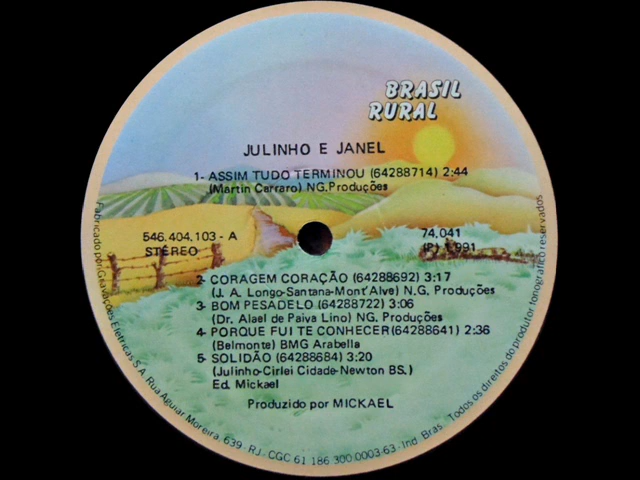 BRASIL
RURAL
JULINHO E JANEL
1- ASSIM TUDO TERMINOU (64288714) 2:44
(Martin Carraro) NG.Produções
546.404.103 - A
STEREO
74.041
(P) 1991
2- CORAGEM CORAÇÃO (64288692) 3:17
(J. A. Longo-Santana-Mont'Alve) N.G. Produções
3- BOM PESADELO (64288722) 3:06
(Dr. Alael de Paiva Lino) NG. Produções
4- PORQUE FUI TE CONHECER (64288641) 2:36
(Belmonte) BMG Arabella
5- SOLIDÃO (64288684) 3:20
(Julinho-Cirlei Cidade-Newton BS.)
Ed. Mickael
Produzido por MICKAEL
Fabricado por Gravações Elétricas S.A. Rua Aguiar Moreira, 639 - RJ - CGC 61 186 300.0003-63 - Ind. Bras. Todos os direitos do produtor fonográfico reservados